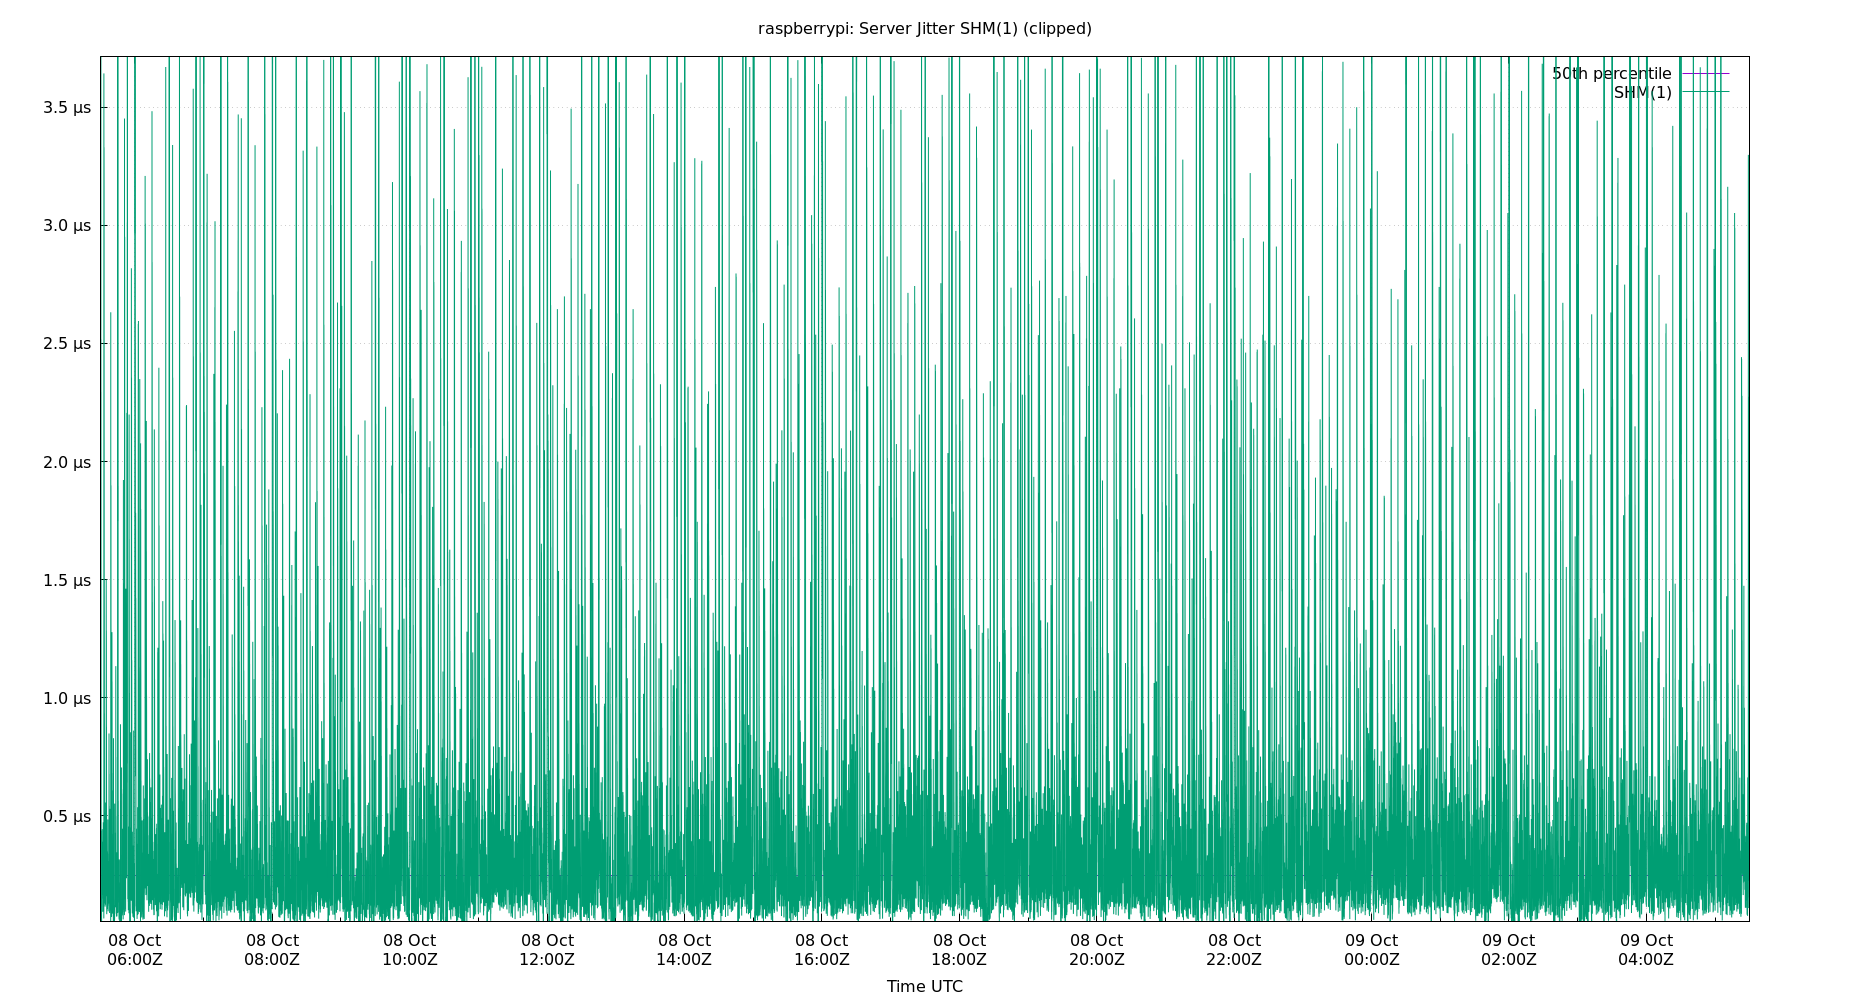 raspberrypi: Server Jitter SHM(1) (clipped)
50th percentile
SHM(1)
3.5 µs
3.0 µs
2.5 µs
2.0 µs
1.5 µs
1.0 µs
0.5 µs
08 Oct 08 Oct 08 Oct 08 Oct 08 Oct 08 Oct 08 Oct 08 Oct 08 Oct 09 Oct 09 Oct 09 Oct
06:00Z 08:00Z 10:00Z 12:00Z 14:00Z 16:00Z 18:00Z 20:00Z 22:00Z 00:00Z 02:00Z 04:00Z
Time UTC